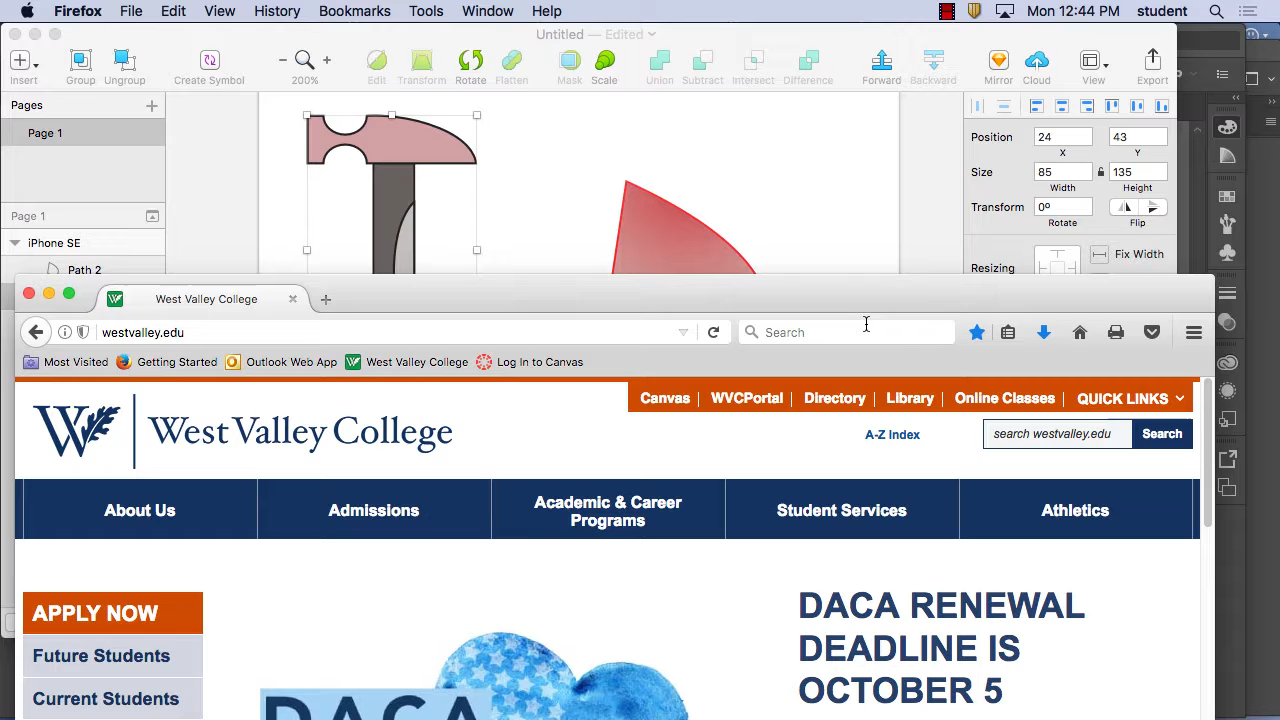 Firefox File Edit View History Bookmarks Tools Window Help Mon 12:44 PM student
Untitled — Edited
Insert Group Ungroup Create Symbol 200% Edit Transform Rotate Flatten Mask Scale Union Subtract Intersect Difference Forward Backward Mirror Cloud View Export
Pages
Page 1
Page 1
iPhone SE
Path 2
Position 24 43
X Y
Size 85 135
Width Height
Transform 0º
Rotate Flip
Resizing Fix Width
West Valley College
westvalley.edu Search
Most Visited Getting Started Outlook Web App West Valley College Log In to Canvas
Canvas WVCPortal Directory Library Online Classes QUICK LINKS
W West Valley College
A-Z Index search westvalley.edu Search
About Us Admissions Academic & Career Programs Student Services Athletics
APPLY NOW
Future Students
Current Students
DACA
DACA RENEWAL
DEADLINE IS
OCTOBER 5